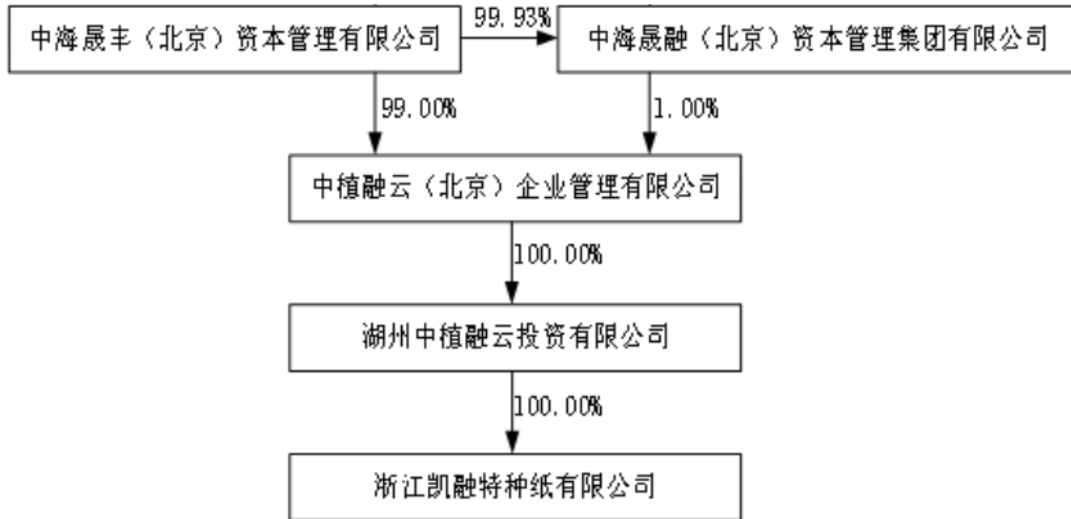 99.93%
中海晟丰（北京）资本管理有限公司
中海晟融（北京）资本管理集团有限公司
99.00%
1.00%
中植融云（北京）企业管理有限公司
100.00%
湖州中植融云投资有限公司
100.00%
浙江凯融特种纸有限公司